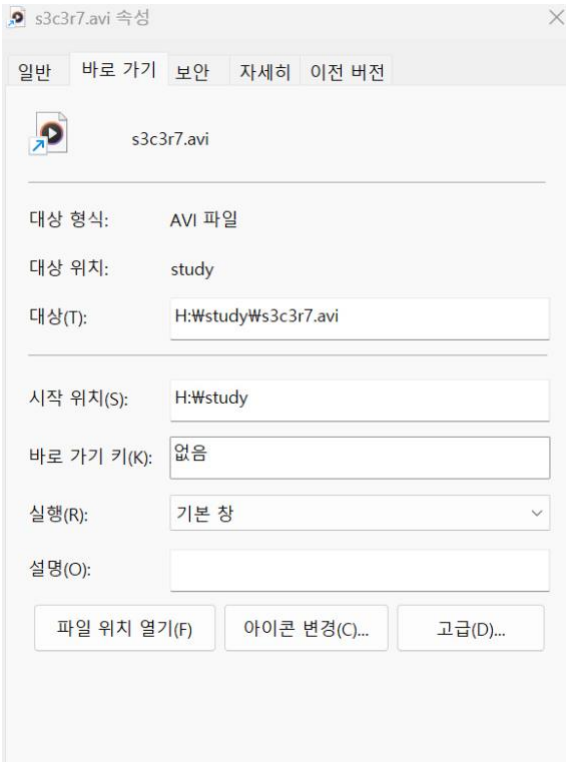 s3c3r7.avi 속성
일반 바로 가기 보안 자세히 이전 버전
s3c3r7.avi
대상 형식: AVI 파일
대상 위치: study
대상(T): H:₩study₩s3c3r7.avi
시작 위치(S): H:₩study
바로 가기 키(K): 없음
실행(R): 기본 창
설명(O):
파일 위치 열기(F) 아이콘 변경(C)... 고급(D)...